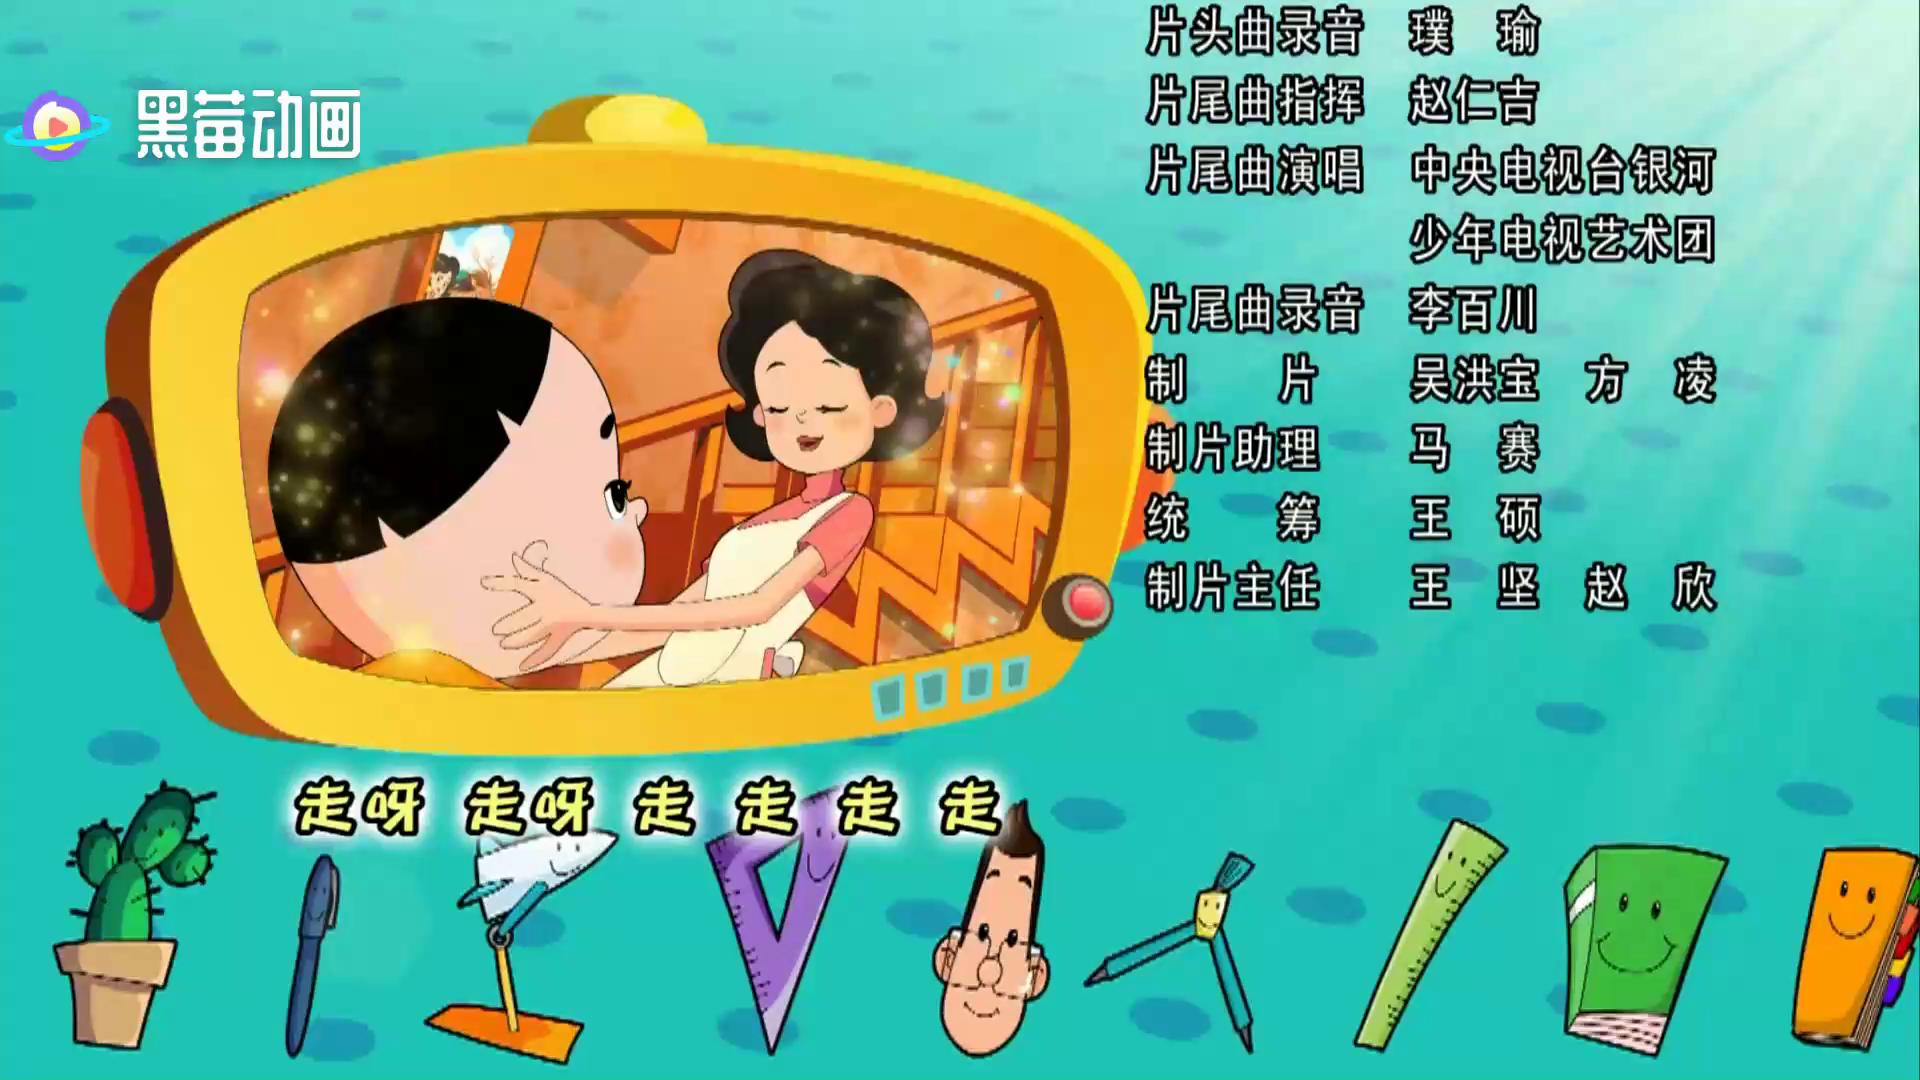 黑莓动画
片头曲录音 璞 瑜
片尾曲指挥 赵仁吉
片尾曲演唱 中央电视台银河
少年电视艺术团
片尾曲录音 李百川
制 片 吴洪宝 方 凌
制片助理 马 赛
统 筹 王 硕
制片主任 王 坚 赵 欣
走呀 走呀 走 走 走 走